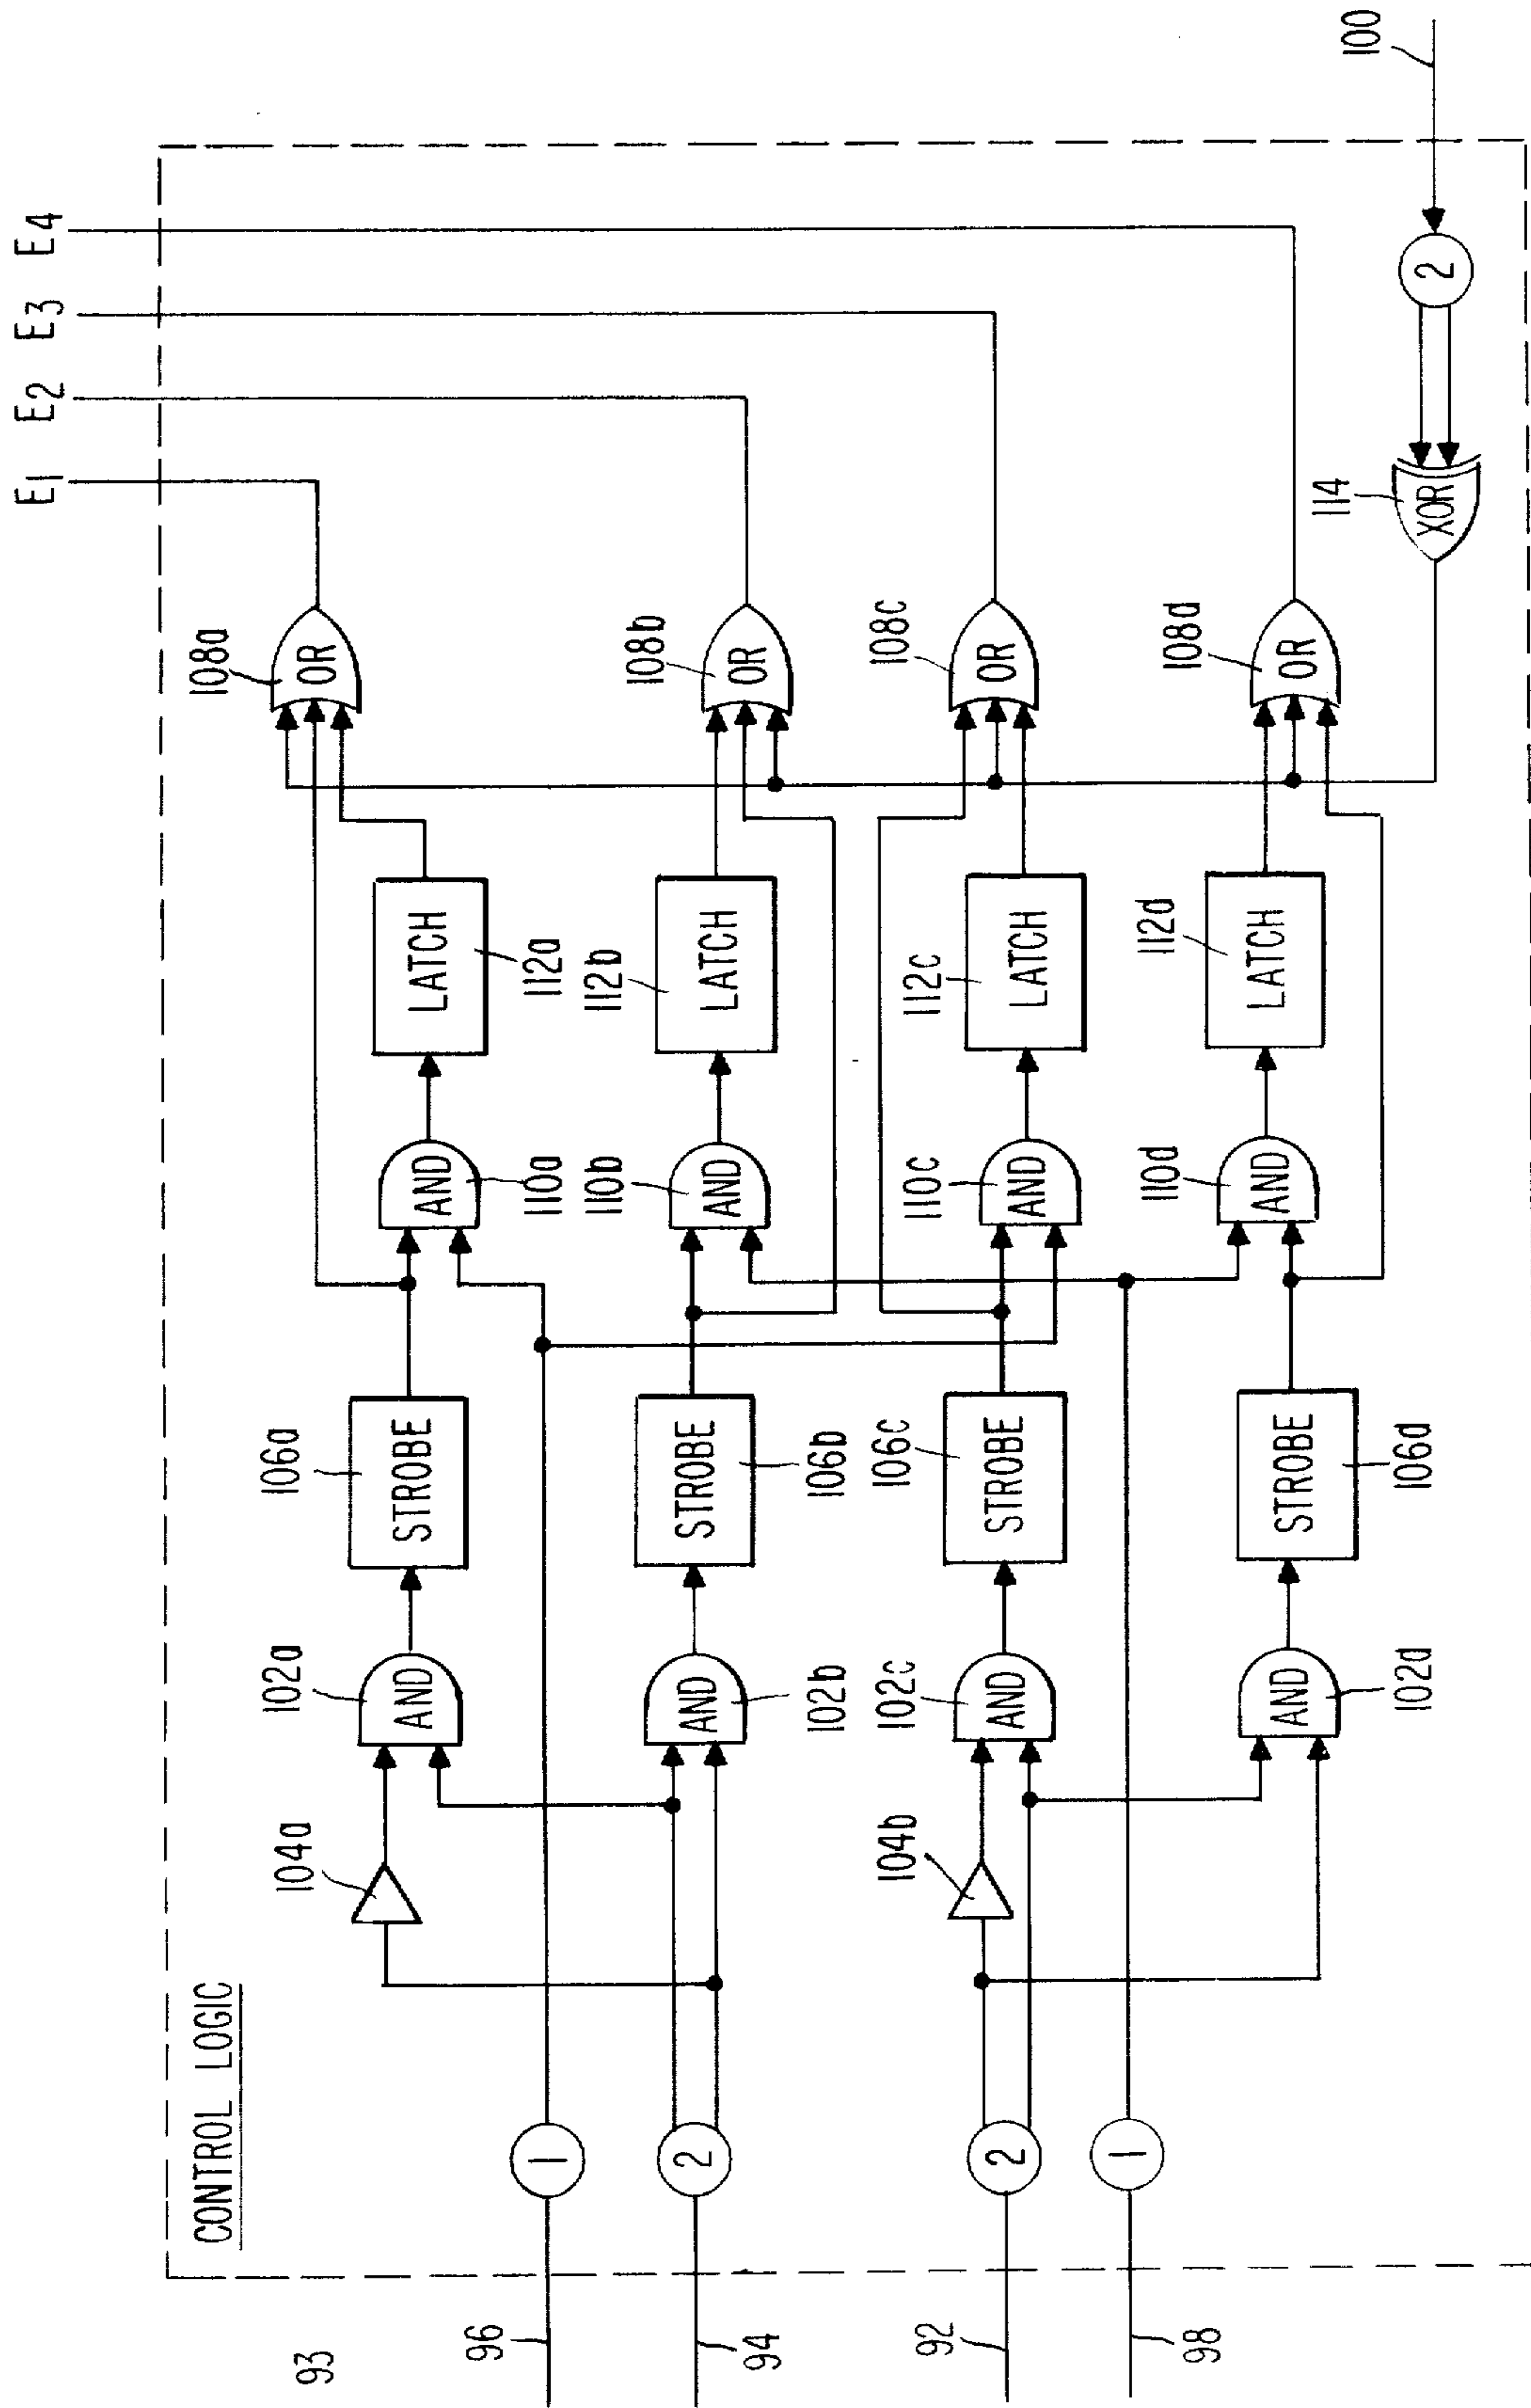 CONTROL LOGIC
93
96
94
92
98
1
2
2
1
104a
104b
102a
AND
AND
102b
102c
AND
AND
102d
106a
STROBE
STROBE
106b
106c
STROBE
STROBE
106d
AND
110a
110b
AND
110c
AND
110d
AND
LATCH
112a
112b
LATCH
112c
LATCH
112d
LATCH
108a
OR
108b
OR
108c
OR
108d
OR
E1
E2
E3
E4
114
XOR
2
100